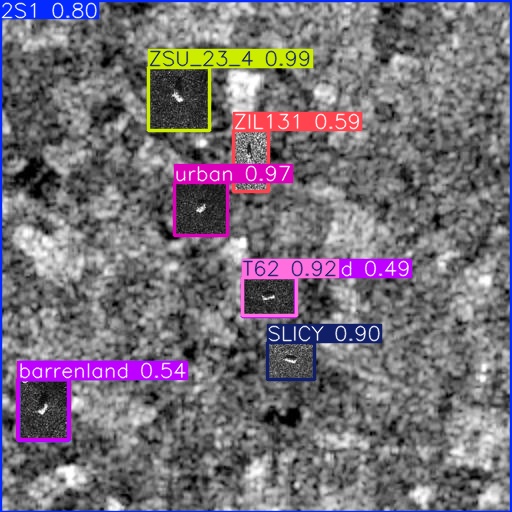 2S1 0.80
ZSU_23_4 0.99
ZIL131 0.59
urban 0.97
T62 0.92
d 0.49
SLICY 0.90
barrenland 0.54